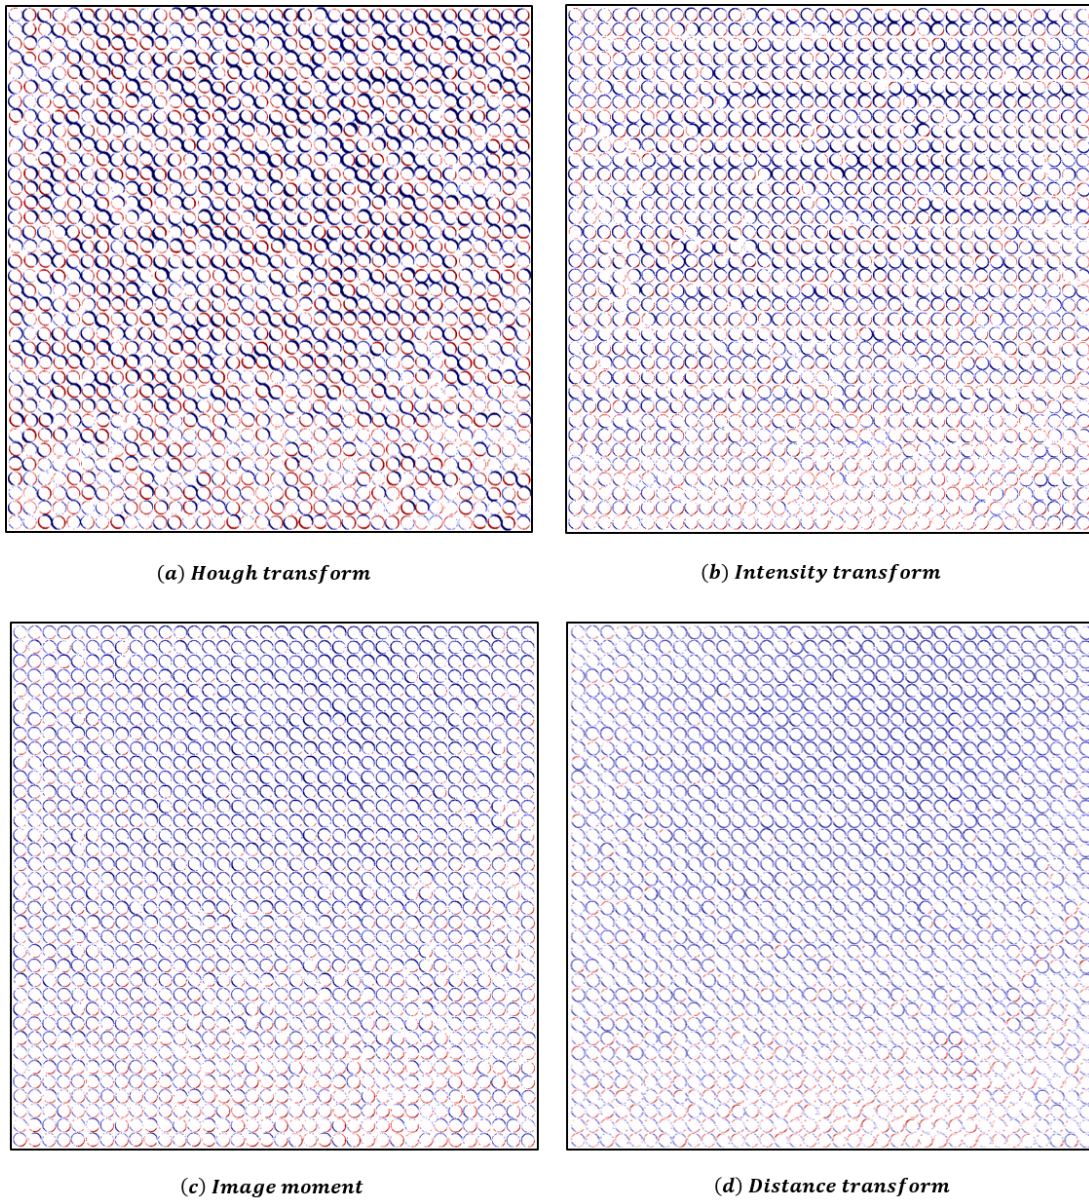 (a) Hough transform
(b) Intensity transform
(c) Image moment
(d) Distance transform